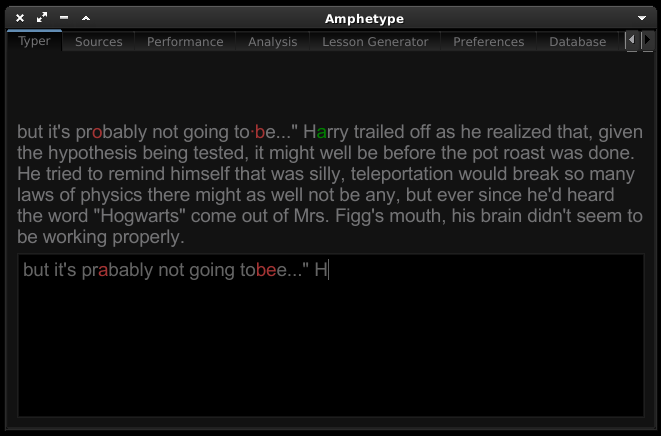 Amphetype
Typer Sources Performance Analysis Lesson Generator Preferences Database
but it's probably not going to·be..." Harry trailed off as he realized that, given
the hypothesis being tested, it might well be before the pot roast was done.
He tried to remind himself that was silly, teleportation would break so many
laws of physics there might as well not be any, but ever since he'd heard
the word "Hogwarts" come out of Mrs. Figg's mouth, his brain didn't seem to
be working properly.
but it's prabably not going tobee..." H